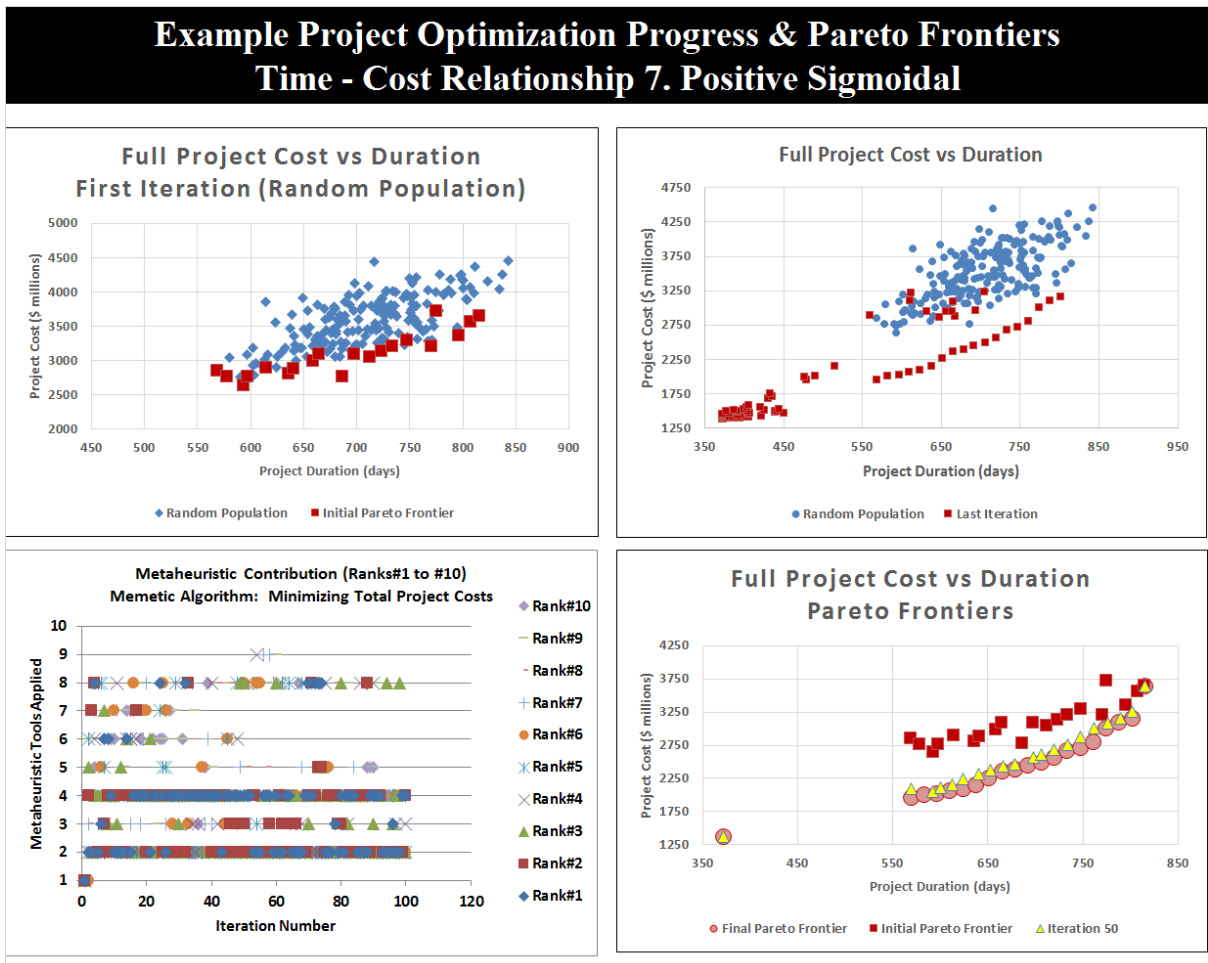 Example Project Optimization Progress & Pareto Frontiers
Time - Cost Relationship 7. Positive Sigmoidal
Full Project Cost vs Duration
First Iteration (Random Population)
Project Cost ($ millions)
5000
4500
4000
3500
3000
2500
2000
450 500 550 600 650 700 750 800 850 900
Project Duration (days)
Random Population Initial Pareto Frontier
Full Project Cost vs Duration
Project Cost ($ millions)
4750
4250
3750
3250
2750
2250
1750
1250
350 450 550 650 750 850 950
Project Duration (days)
Random Population Last Iteration
Metaheuristic Contribution (Ranks#1 to #10)
Memetic Algorithm: Minimizing Total Project Costs
Metaheuristic Tools Applied
10
9
8
7
6
5
4
3
2
1
0 20 40 60 80 100 120
Iteration Number
Rank#10
Rank#9
Rank#8
Rank#7
Rank#6
Rank#5
Rank#4
Rank#3
Rank#2
Rank#1
Full Project Cost vs Duration
Pareto Frontiers
Project Cost ($ millions)
4250
3750
3250
2750
2250
1750
1250
350 450 550 650 750 850
Project Duration (days)
Final Pareto Frontier Initial Pareto Frontier Iteration 50